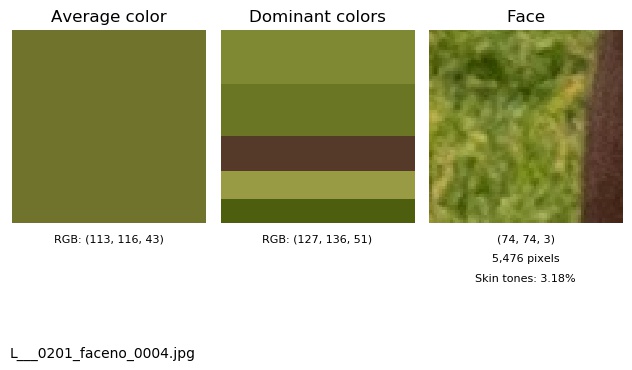 Average color
Dominant colors
Face
RGB: (113, 116, 43)
RGB: (127, 136, 51)
(74, 74, 3)
5,476 pixels
Skin tones: 3.18%
L___0201_faceno_0004.jpg